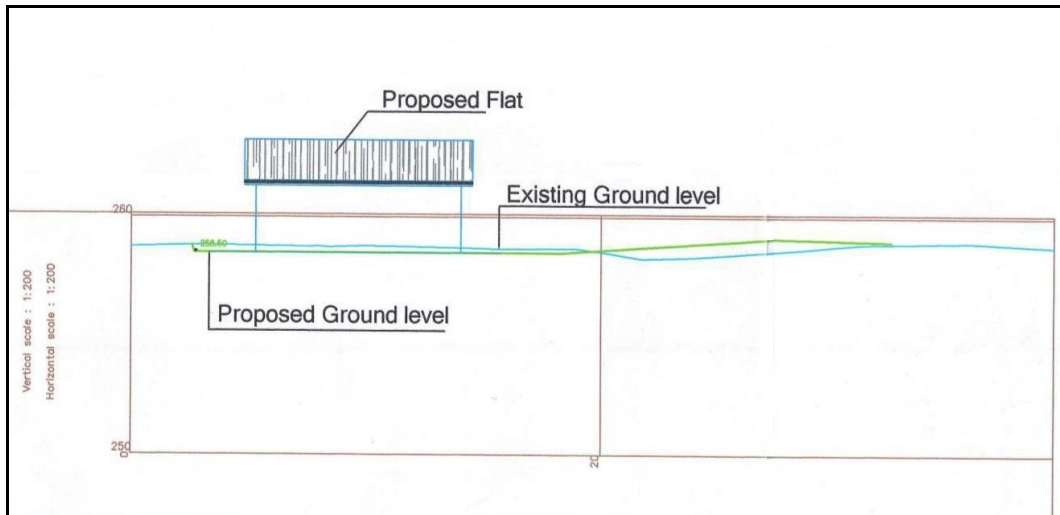 Proposed Flat
Existing Ground level
260
258.50
Proposed Ground level
Vertical scale : 1:200
Horizontal scale : 1:200
250
0
20